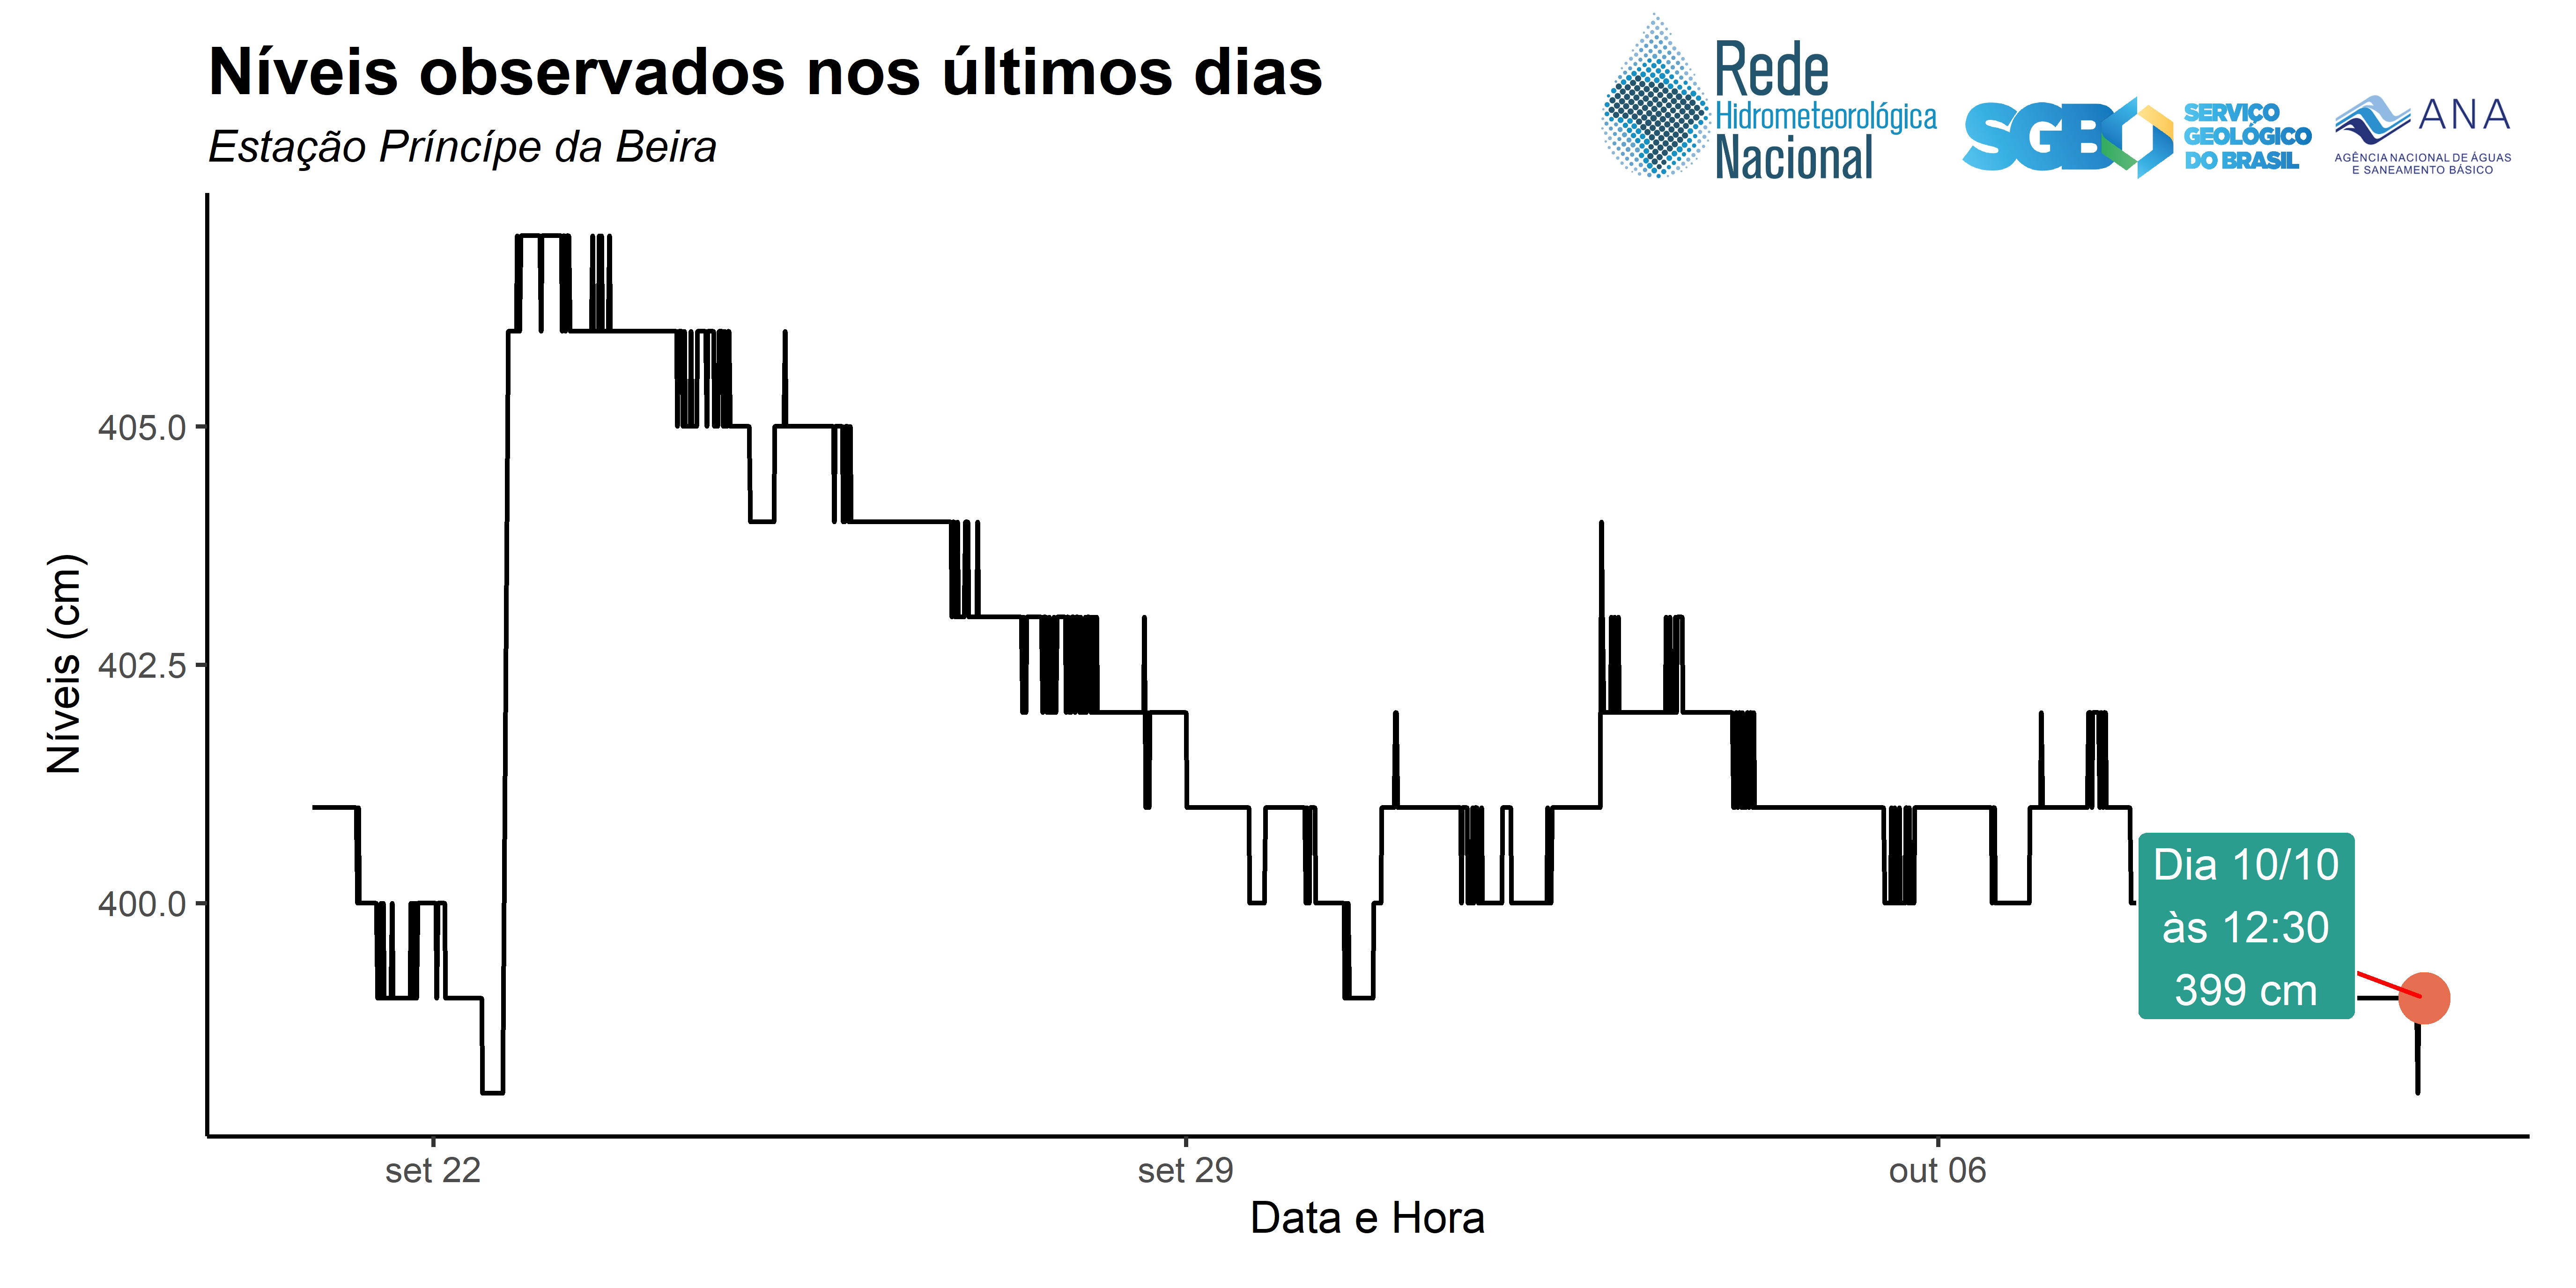 Níveis observados nos últimos dias
Estação Príncípe da Beira
Rede
Hidrometeorológica
Nacional
SGB
SERVIÇO
GEOLÓGICO
DO BRASIL
ANA
AGÊNCIA NACIONAL DE ÁGUAS
E SANEAMENTO BÁSICO
Níveis (cm)
405.0
402.5
400.0
Dia 10/10
às 12:30
399 cm
set 22
set 29
out 06
Data e Hora